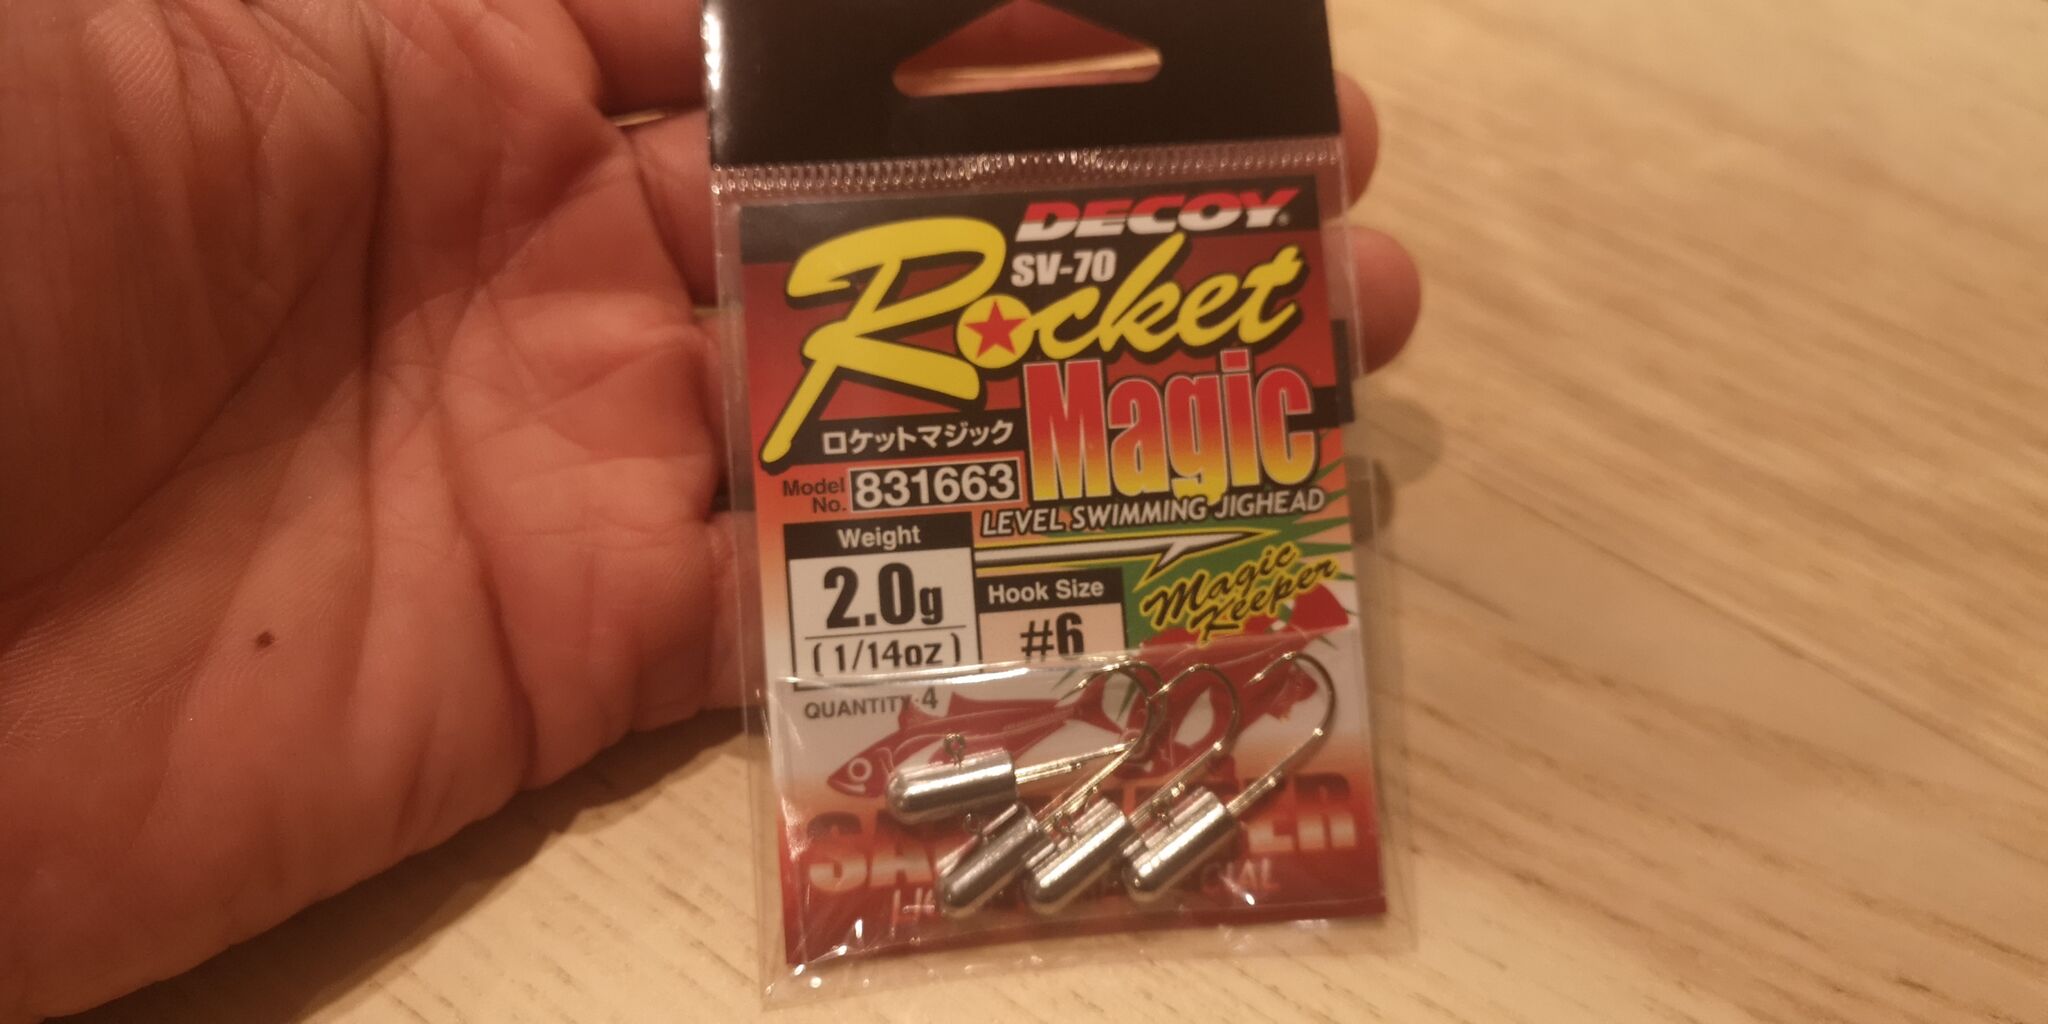 DECOY
SV-70
Rocket
Magic
ロケットマジック
Model No. 831663
LEVEL SWIMMING JIGHEAD
Weight
2.0g
(1/14oz)
Hook Size
#6
Magic
Keeper
QUANTITY:4